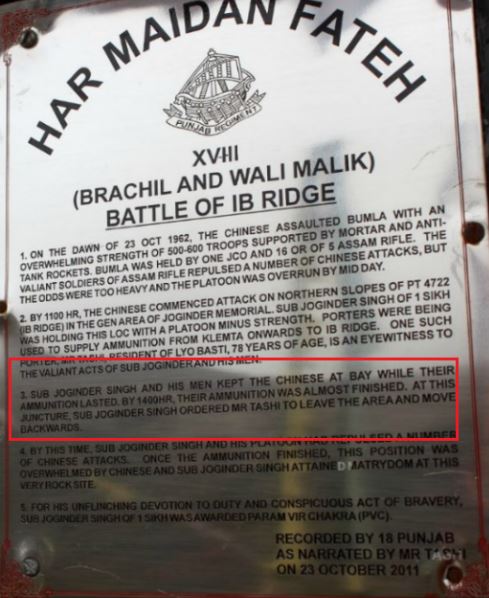 HAR MAIDAN FATEH
PUNJAB REGIMENT
XVIII
(BRACHIL AND WALI MALIK)
BATTLE OF IB RIDGE
1. ON THE DAWN OF 23 OCT 1962, THE CHINESE ASSAULTED BUMLA WITH AN
OVERWHELMING STRENGTH OF 500-600 TROOPS SUPPORTED BY MORTAR AND ANTI-
TANK ROCKETS. BUMLA WAS HELD BY ONE JCO AND 16 OR OF 5 ASSAM RIFLE. THE
VALIANT SOLDIERS OF ASSAM RIFLE REPULSED A NUMBER OF CHINESE ATTACKS, BUT
THE ODDS WERE TOO HEAVY AND THE PLATOON WAS OVERRUN BY MID DAY.
2. BY 1100 HR, THE CHINESE COMMENCED ATTACK ON NORTHERN SLOPES OF PT 4722
(IB RIDGE) IN THE GEN AREA OF JOGINDER MEMORIAL. SUB JOGINDER SINGH OF 1 SIKH
WAS HOLDING THIS LOC WITH A PLATOON MINUS STRENGTH. PORTERS WERE BEING
USED TO SUPPLY AMMUNITION FROM KLEMTA ONWARDS TO IB RIDGE. ONE SUCH
PORTER, MR TASHI, RESIDENT OF LYO BASTI, 78 YEARS OF AGE, IS AN EYEWITNESS TO
THE VALIANT ACTS OF SUB JOGINDER AND HIS MEN.
3. SUB JOGINDER SINGH AND HIS MEN KEPT THE CHINESE AT BAY WHILE THEIR
AMMUNITION LASTED. BY 1400HR, THEIR AMMUNITION WAS ALMOST FINISHED. AT THIS
JUNCTURE, SUB JOGINDER SINGH ORDERED MR TASHI TO LEAVE THE AREA AND MOVE
BACKWARDS.
4. BY THIS TIME, SUB JOGINDER SINGH AND HIS PLATOON HAD REPULSED A NUMBER
OF CHINESE ATTACKS. ONCE THE AMMUNITION FINISHED, THIS POSITION WAS
OVERWHELMED BY CHINESE AND SUB JOGINDER SINGH ATTAINED MATRYDOM AT THIS
VERY ROCK SITE.
5. FOR HIS UNFLINCHING DEVOTION TO DUTY AND CONSPICUOUS ACT OF BRAVERY,
SUB JOGINDER SINGH OF 1 SIKH WAS AWARDED PARAM VIR CHAKRA (PVC).
RECORDED BY 18 PUNJAB
AS NARRATED BY MR TASHI
ON 23 OCTOBER 2011